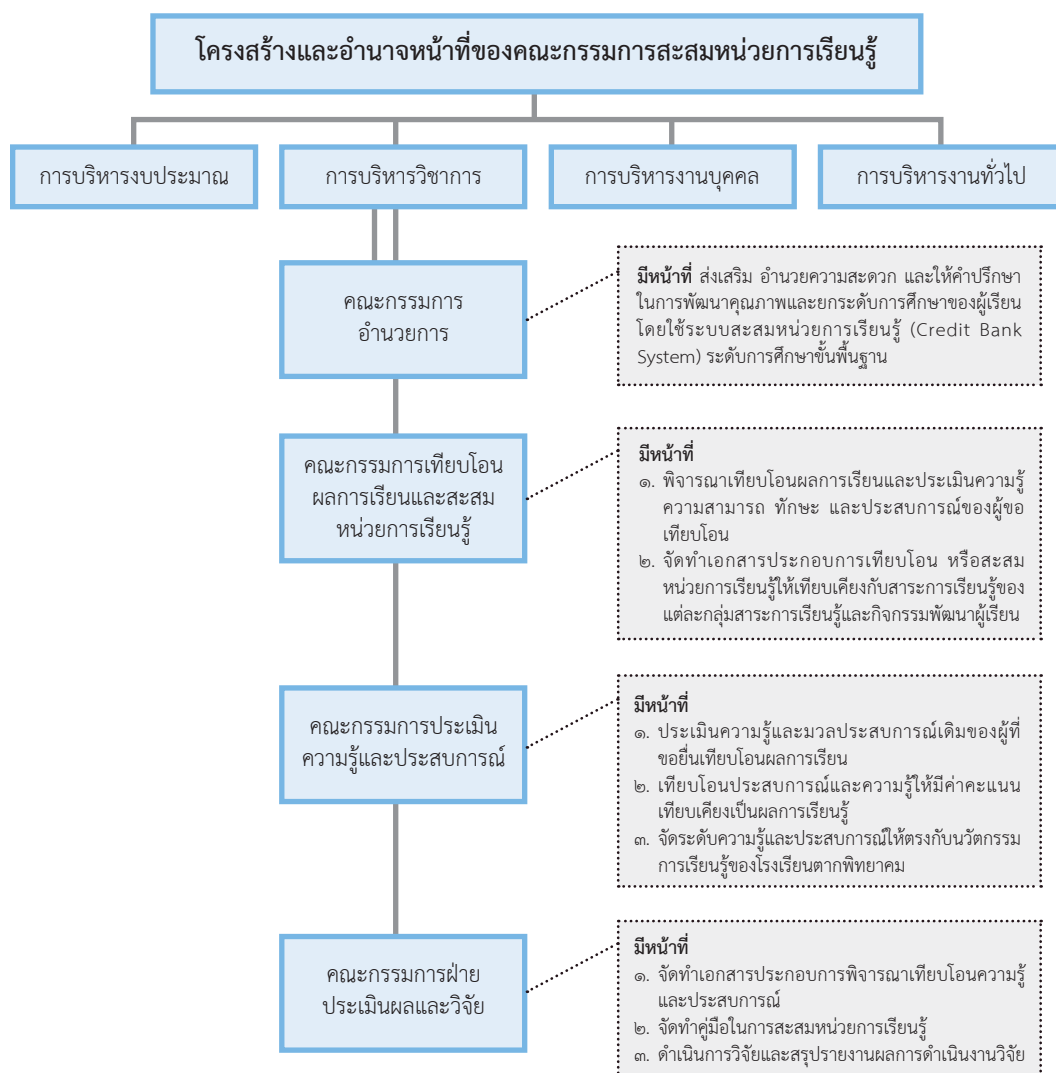 โครงสร้างและอำนาจหน้าที่ของคณะกรรมการสะสมหน่วยการเรียนรู้
การบริหารงบประมาณ
การบริหารวิชาการ
การบริหารงานบุคคล
การบริหารงานทั่วไป
คณะกรรมการ
อำนวยการ
มีหน้าที่ ส่งเสริม อำนวยความสะดวก และให้คำปรึกษา
ในการพัฒนาคุณภาพและยกระดับการศึกษาของผู้เรียน
โดยใช้ระบบสะสมหน่วยการเรียนรู้ (Credit Bank
System) ระดับการศึกษาขั้นพื้นฐาน
คณะกรรมการเทียบโอน
ผลการเรียนและสะสม
หน่วยการเรียนรู้
มีหน้าที่
๑. พิจารณาเทียบโอนผลการเรียนและประเมินความรู้
ความสามารถ ทักษะ และประสบการณ์ของผู้ขอ
เทียบโอน
๒. จัดทำเอกสารประกอบการเทียบโอน หรือสะสม
หน่วยการเรียนรู้ให้เทียบเคียงกับสาระการเรียนรู้ของ
แต่ละกลุ่มสาระการเรียนรู้และกิจกรรมพัฒนาผู้เรียน
คณะกรรมการประเมิน
ความรู้และประสบการณ์
มีหน้าที่
๑. ประเมินความรู้และมวลประสบการณ์เดิมของผู้ที่
ขอยื่นเทียบโอนผลการเรียน
๒. เทียบโอนประสบการณ์และความรู้ให้มีค่าคะแนน
เทียบเคียงเป็นผลการเรียนรู้
๓. จัดระดับความรู้และประสบการณ์ให้ตรงกับนวัตกรรม
การเรียนรู้ของโรงเรียนตากพิทยาคม
คณะกรรมการฝ่าย
ประเมินผลและวิจัย
มีหน้าที่
๑. จัดทำเอกสารประกอบการพิจารณาเทียบโอนความรู้
และประสบการณ์
๒. จัดทำคู่มือในการสะสมหน่วยการเรียนรู้
๓. ดำเนินการวิจัยและสรุปรายงานผลการดำเนินงานวิจัย